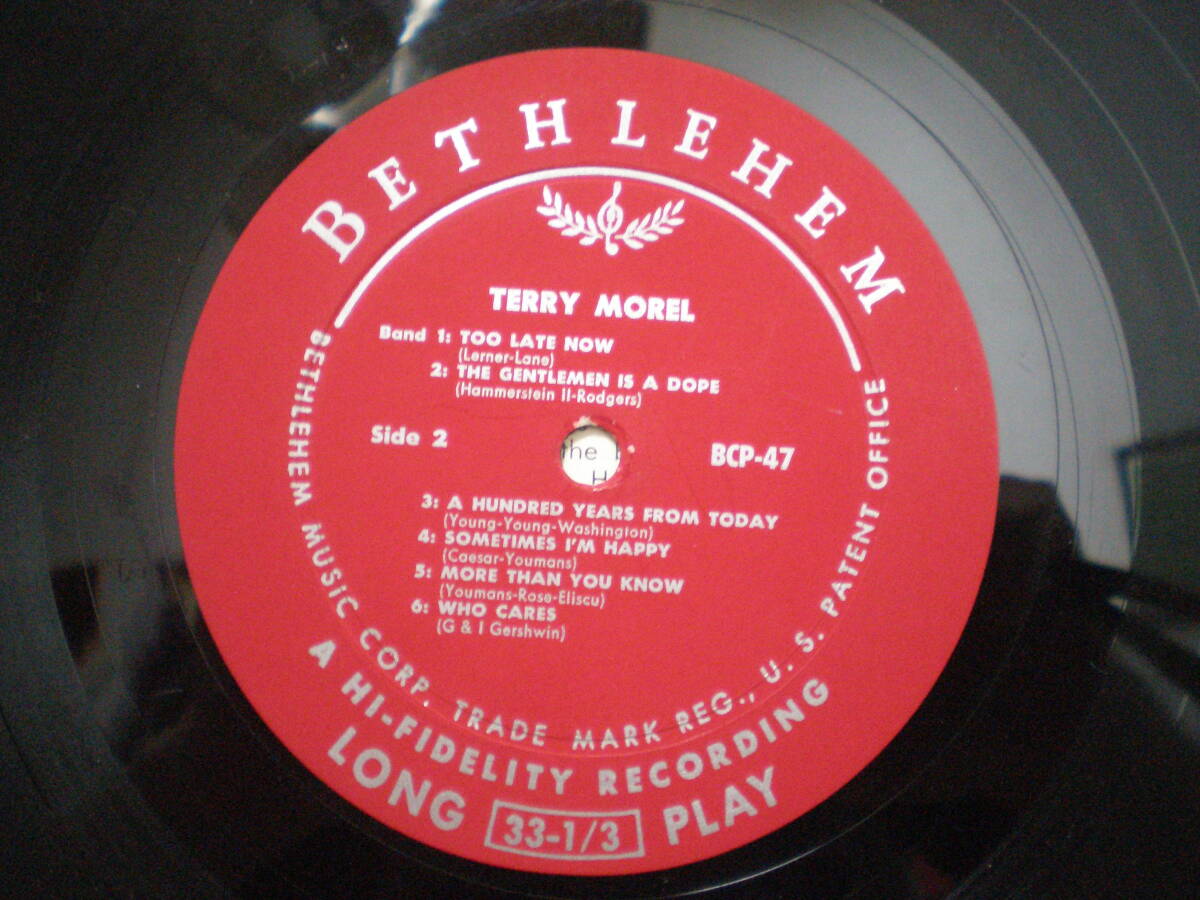 BETHLEHEM
TERRY MOREL
Band 1: TOO LATE NOW
(Lerner-Lane)
2: THE GENTLEMEN IS A DOPE
(Hammerstein II-Rodgers)
Side 2
BCP-47
the
H
3: A HUNDRED YEARS FROM TODAY
(Young-Young-Washington)
4: SOMETIMES I'M HAPPY
(Caesar-Youmans)
5: MORE THAN YOU KNOW
(Youmans-Rose-Eliscu)
6: WHO CARES
(G & I Gershwin)
BETHLEHEM MUSIC CORP. TRADE MARK REG., U. S. PATENT OFFICE
A HI-FIDELITY RECORDING
LONG 33-1/3 PLAY